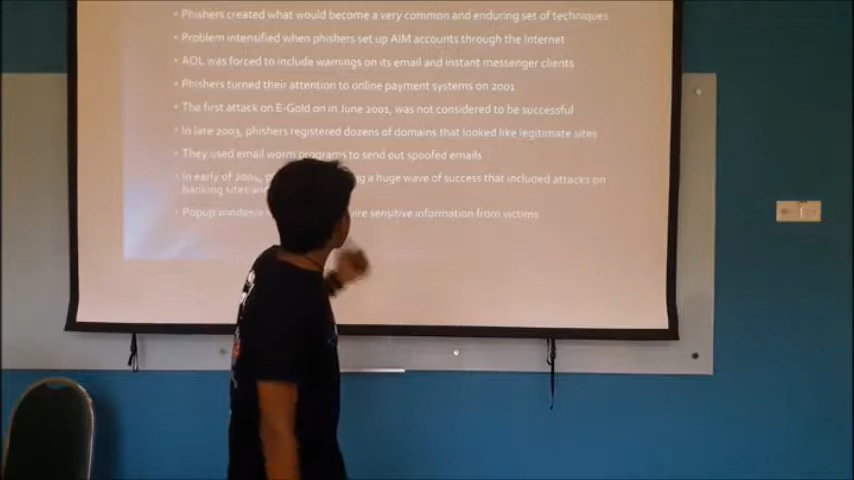 Phishers created what would become a very common and enduring set of techniques
Problem intensified when phishers set up AIM accounts through the Internet
AOL was forced to include warnings on its email and instant messenger clients
Phishers turned their attention to online payment systems on 2001
The first attack on E-Gold on in June 2001, was not considered to be successful
In late 2003, phishers registered dozens of domains that looked like legitimate sites
They used email worm programs to send out spoofed emails
In early of 2004, a huge wave of success that included attacks on
banking sites
Popup sensitive information from victims